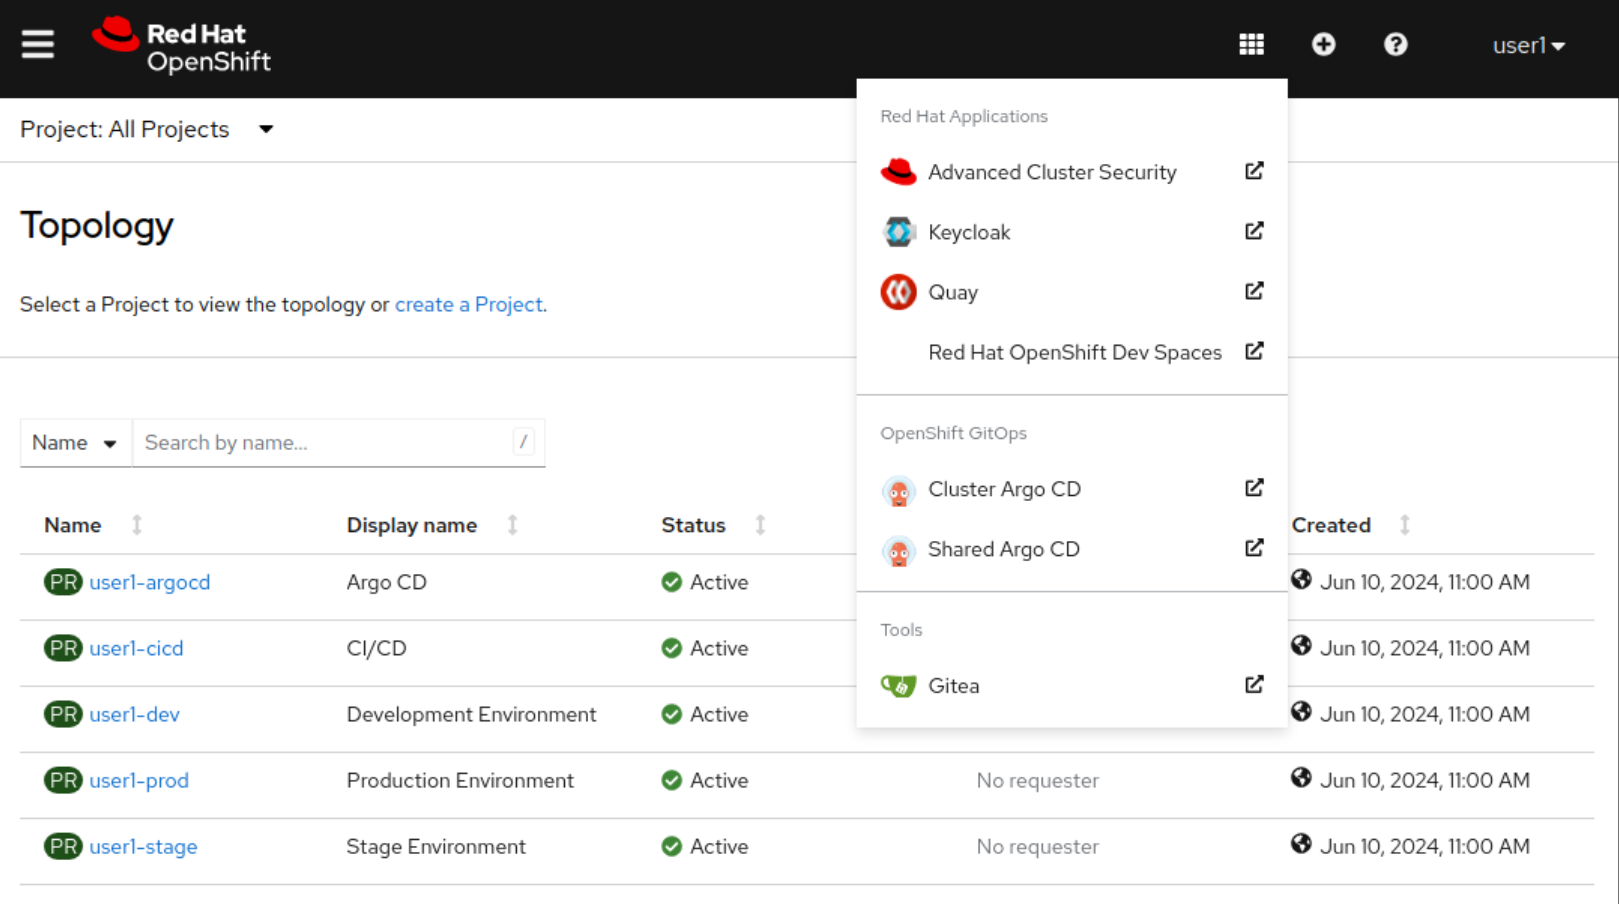 Red Hat
OpenShift
user1
Project: All Projects
Red Hat Applications
Advanced Cluster Security
Keycloak
Quay
Red Hat OpenShift Dev Spaces
OpenShift GitOps
Cluster Argo CD
Shared Argo CD
Tools
Gitea
Topology
Select a Project to view the topology or create a Project.
Name Search by name... /
Name Display name Status Created
PR user1-argocd Argo CD Active Jun 10, 2024, 11:00 AM
PR user1-cicd CI/CD Active Jun 10, 2024, 11:00 AM
PR user1-dev Development Environment Active Jun 10, 2024, 11:00 AM
PR user1-prod Production Environment Active No requester Jun 10, 2024, 11:00 AM
PR user1-stage Stage Environment Active No requester Jun 10, 2024, 11:00 AM